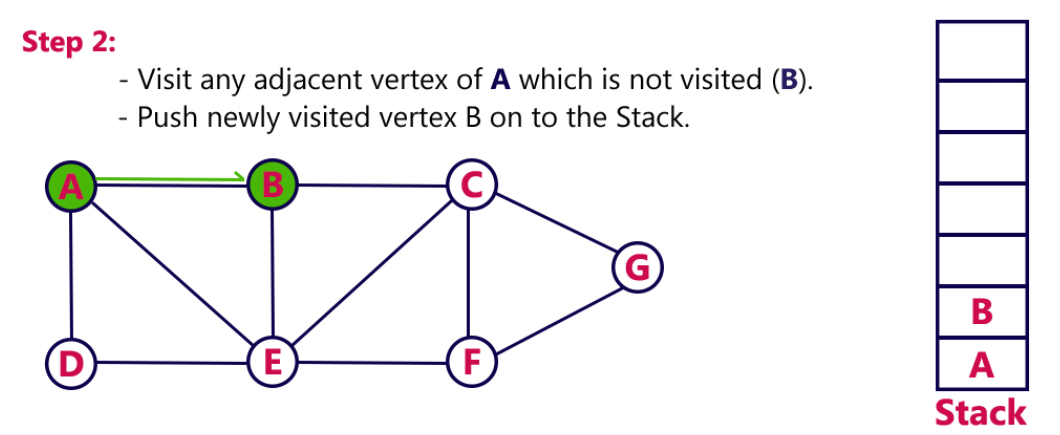 Step 2:
- Visit any adjacent vertex of A which is not visited (B).
- Push newly visited vertex B on to the Stack.
A
B
C
G
D
E
F
B
A
Stack